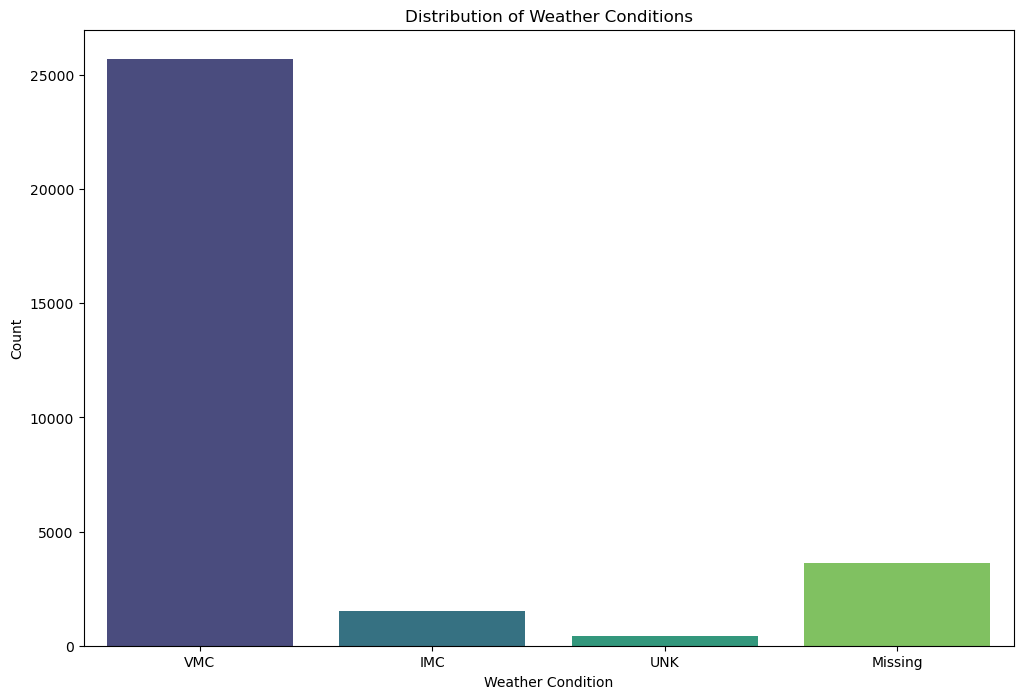 Distribution of Weather Conditions
25000
20000
15000
10000
5000
0
Count
VMC
IMC
UNK
Missing
Weather Condition